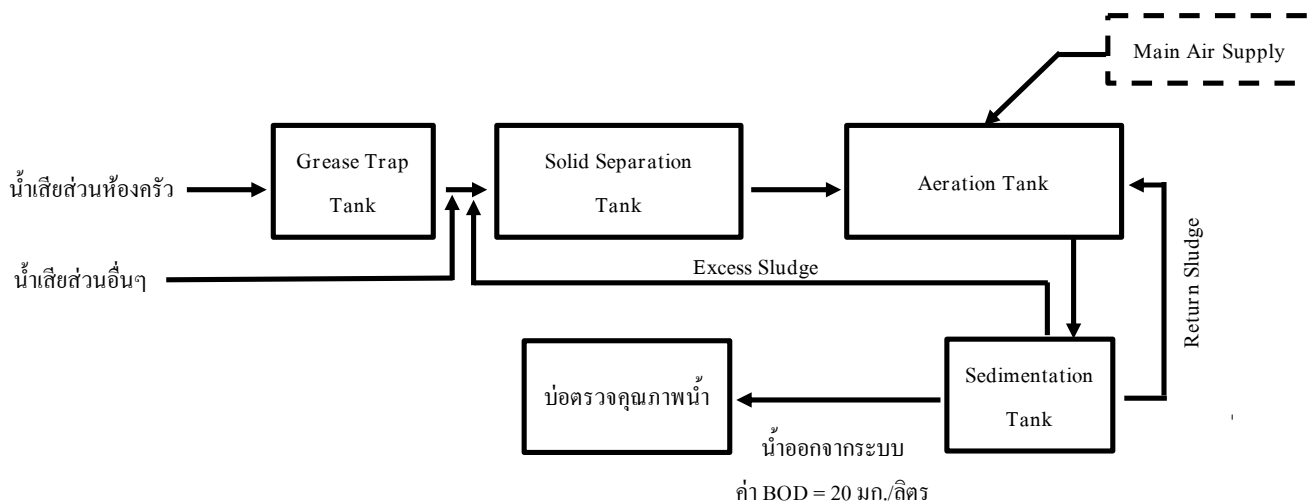 Main Air Supply
Grease Trap
Tank
Solid Separation
Tank
Aeration Tank
น้ำเสียส่วนห้องครัว
น้ำเสียส่วนอื่นๆ
Excess Sludge
Return Sludge
Sedimentation
Tank
บ่อตรวจคุณภาพน้ำ
น้ำออกจากระบบ
ค่า BOD = 20 มก./ลิตร